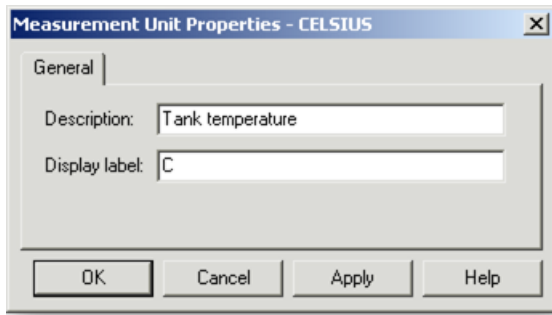 Measurement Unit Properties - CELSIUS
General
Description: Tank temperature
Display label: C
OK Cancel Apply Help